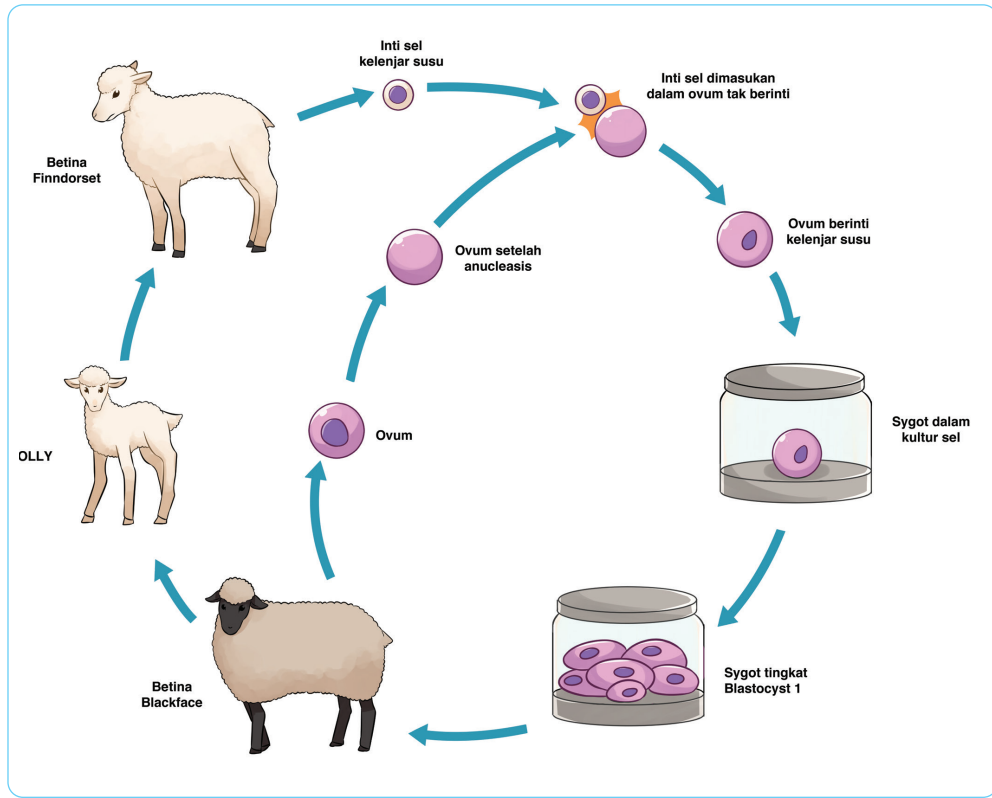 Inti sel
kelenjar susu
Inti sel dimasukan
dalam ovum tak berinti
Betina
Finndorset
Ovum setelah
anucleasis
Ovum berinti
kelenjar susu
Ovum
Sygot dalam
kultur sel
OLLY
Betina
Blackface
Sygot tingkat
Blastocyst 1